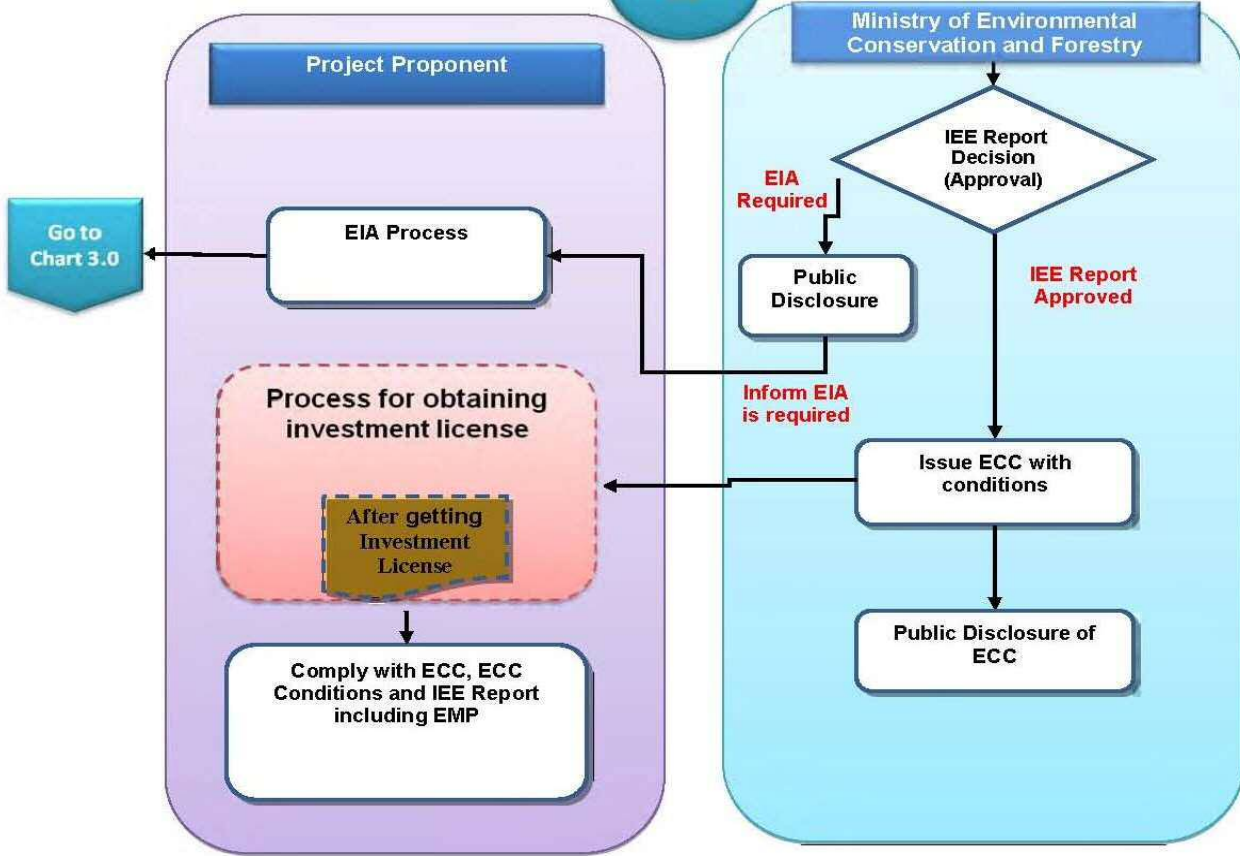 Project Proponent
Ministry of Environmental
Conservation and Forestry
IEE Report
Decision
(Approval)
EIA
Required
Go to
Chart 3.0
EIA Process
Public
Disclosure
IEE Report
Approved
Inform EIA
is required
Process for obtaining
investment license
After getting
Investment
License
Issue ECC with
conditions
Comply with ECC, ECC
Conditions and IEE Report
including EMP
Public Disclosure of
ECC